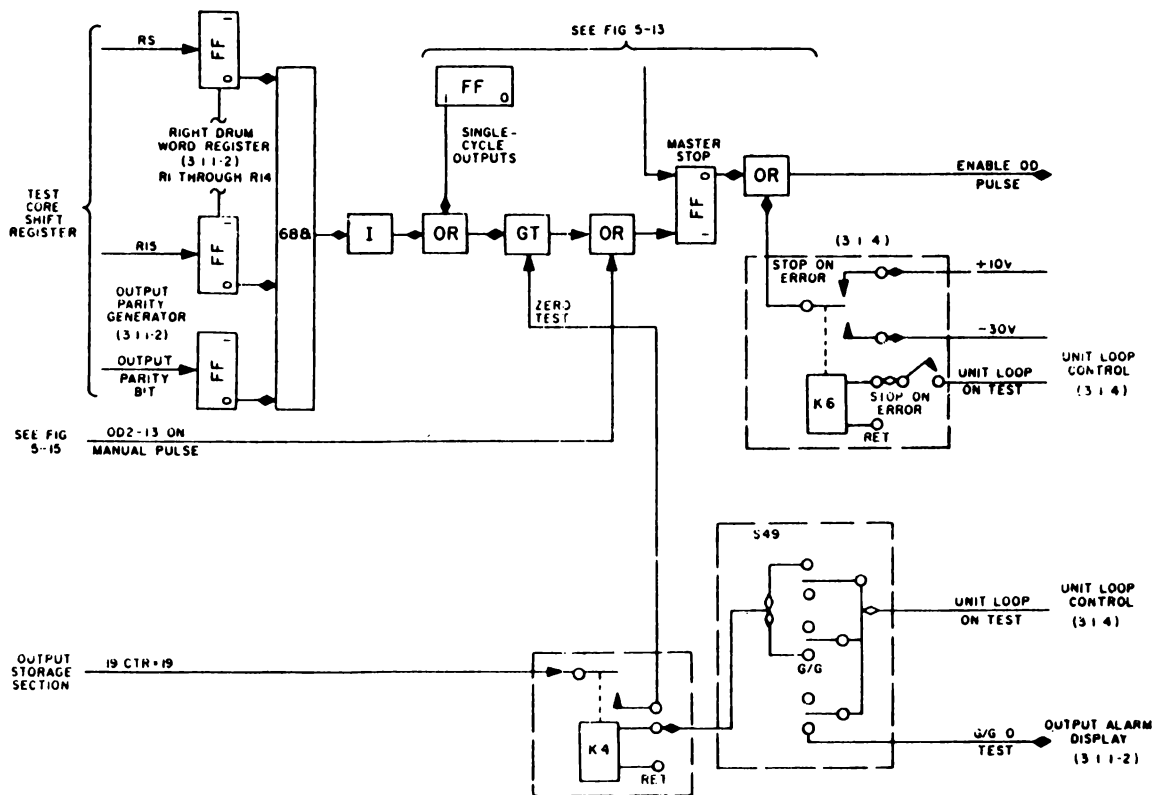 SEE FIG 5-13
RS
FF
1
0
RIGHT DRUM
WORD REGISTER
(3 1 1-2)
R1 THROUGH R14
TEST
CORE
SHIFT
REGISTER
R15
FF
1
0
OUTPUT
PARITY
GENERATOR
(3 1 1-2)
OUTPUT
PARITY
BIT
FF
1
0
68&
I
OR
1
FF
0
SINGLE-
CYCLE
OUTPUTS
GT
OR
ZERO
TEST
MASTER
STOP
0
FF
1
OR
ENABLE OD
PULSE
(3 1 4)
STOP ON
ERROR
+10V
-30V
K6
STOP ON
ERROR
RET
UNIT LOOP
ON TEST
UNIT LOOP
CONTROL
(3 1 4)
SEE FIG
5-15
OD2-13 ON
MANUAL PULSE
S49
G/G
UNIT LOOP
ON TEST
UNIT LOOP
CONTROL
(3 1 4)
G/G O
TEST
OUTPUT ALARM
DISPLAY
(3 1 1-2)
OUTPUT
STORAGE
SECTION
19 CTR=19
K4
RET